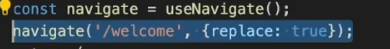 const navigate = useNavigate();
navigate('/welcome', {replace: true});